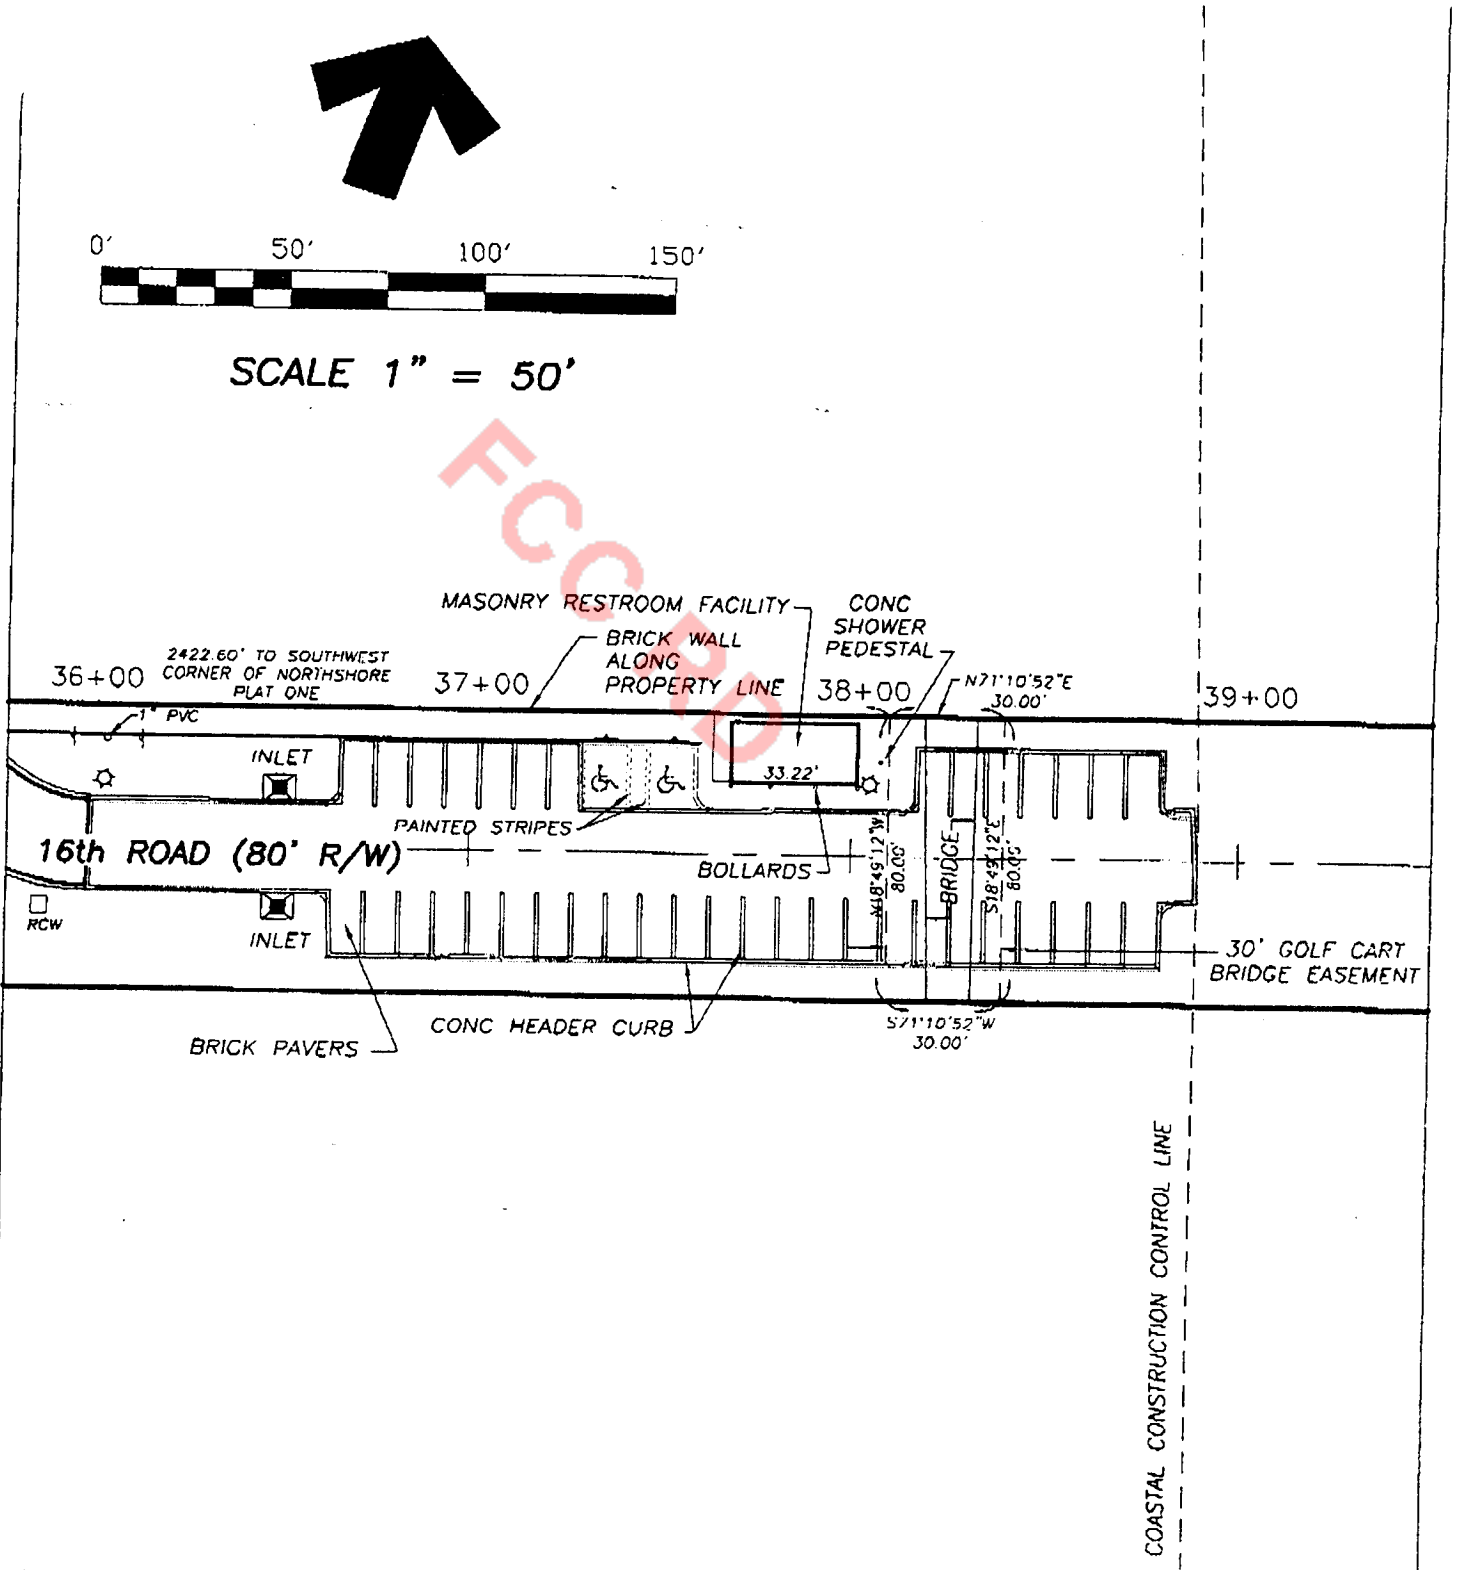 0' 50' 100' 150'
SCALE 1" = 50'
FCC RD
MASONRY RESTROOM FACILITY
CONC
SHOWER
PEDESTAL
BRICK WALL
ALONG
PROPERTY LINE
2422.60' TO SOUTHWEST
CORNER OF NORTHSHORE
PLAT ONE
36+00
37+00
38+00
N71°10'52"E
30.00'
39+00
1" PVC
INLET
33.22'
PAINTED STRIPES
16th ROAD (80' R/W)
BOLLARDS
N18°49'12"W
80.00'
BRIDGE
S18°49'12"E
80.00'
RCW
INLET
30' GOLF CART
BRIDGE EASEMENT
CONC HEADER CURB
S71°10'52"W
30.00'
BRICK PAVERS
COASTAL CONSTRUCTION CONTROL LINE